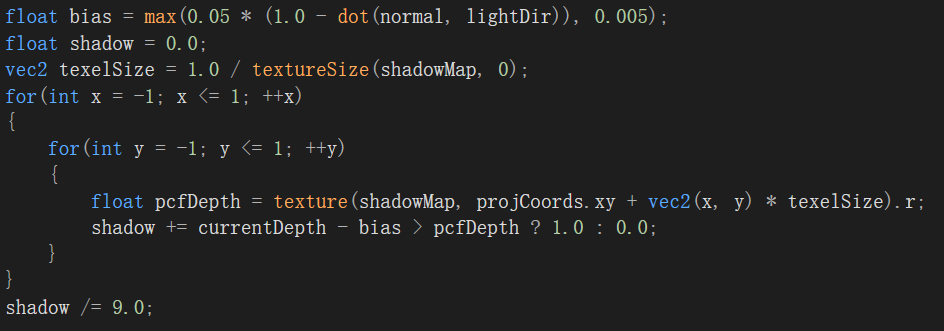 float bias = max(0.05 * (1.0 - dot(normal, lightDir)), 0.005);
float shadow = 0.0;
vec2 texelSize = 1.0 / textureSize(shadowMap, 0);
for(int x = -1; x <= 1; ++x)
{
    for(int y = -1; y <= 1; ++y)
    {
        float pcfDepth = texture(shadowMap, projCoords.xy + vec2(x, y) * texelSize).r;
        shadow += currentDepth - bias > pcfDepth ? 1.0 : 0.0;
    }
}
shadow /= 9.0;